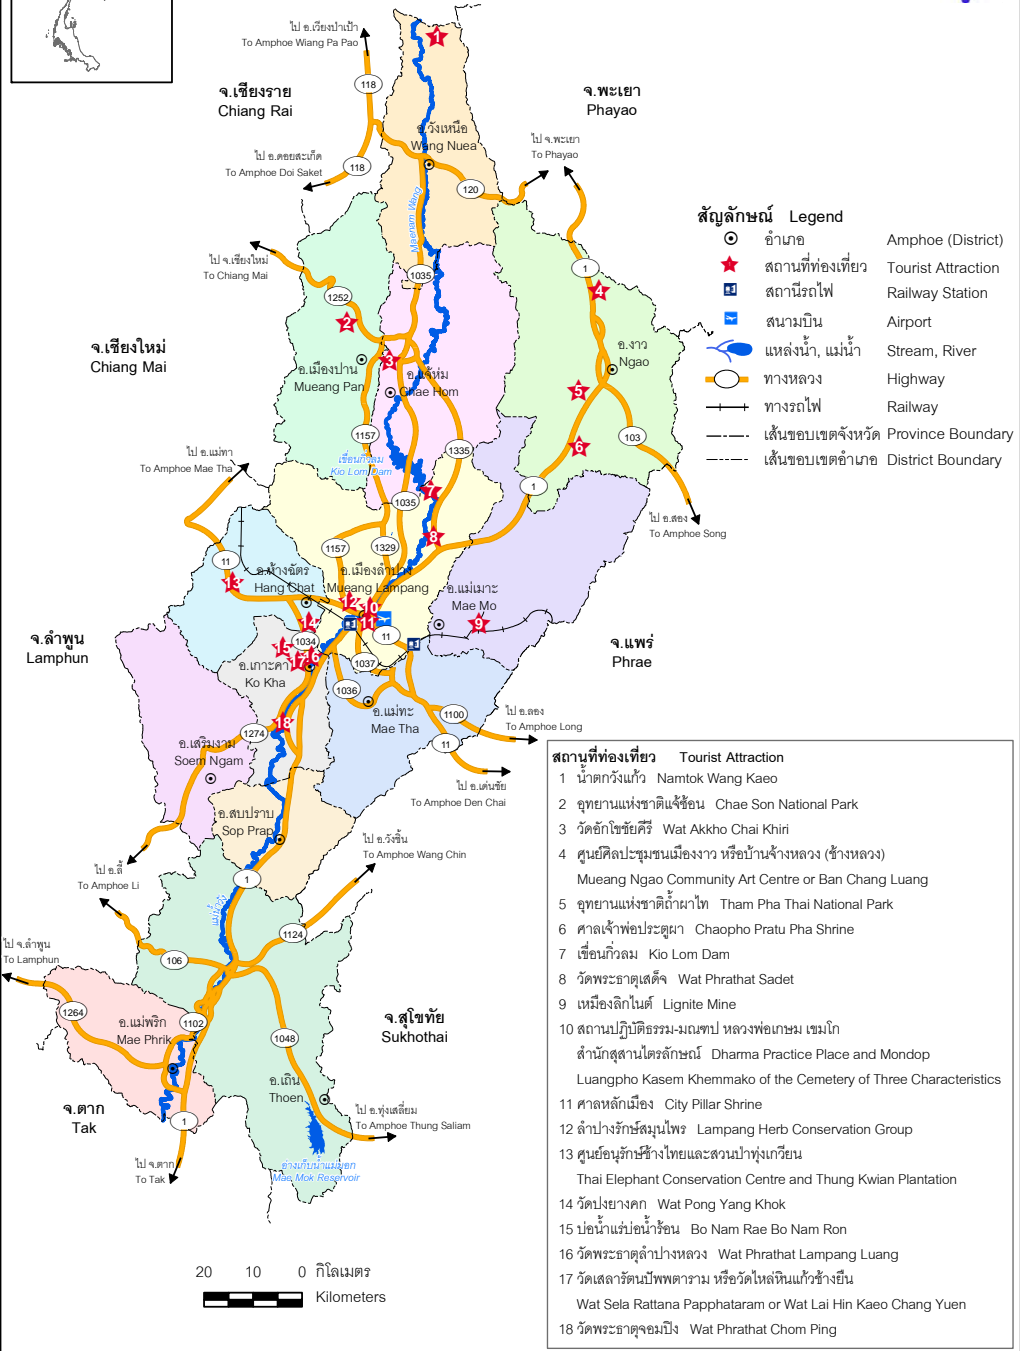 ไป อ.เวียงป่าเป้า
To Amphoe Wiang Pa Pao
1
118
จ.เชียงราย
Chiang Rai
จ.พะเยา
Phayao
อ.วังเหนือ
Wang Nuea
ไป จ.พะเยา
To Phayao
ไป อ.ดอยสะเก็ด
To Amphoe Doi Saket
118
120
Maenam Wang
สัญลักษณ์ Legend
อำเภอ Amphoe (District)
สถานที่ท่องเที่ยว Tourist Attraction
สถานีรถไฟ Railway Station
สนามบิน Airport
แหล่งน้ำ, แม่น้ำ Stream, River
ทางหลวง Highway
ทางรถไฟ Railway
เส้นขอบเขตจังหวัด Province Boundary
เส้นขอบเขตอำเภอ District Boundary
ไป จ.เชียงใหม่
To Chiang Mai
1035
1
1252
4
2
จ.เชียงใหม่
Chiang Mai
3
อ.งาว
Ngao
อ.เมืองปาน
Mueang Pan
อ.แจ้ห่ม
Chae Hom
5
1157
103
6
1335
ไป อ.แม่ทา
To Amphoe Mae Tha
เขื่อนกิ่วลม
Kio Lom Dam
1
7
1035
ไป อ.สอง
To Amphoe Song
8
1157
1329
11
อ.ห้างฉัตร
Hang Chat
อ.เมืองลำปาง
Mueang Lampang
13
อ.แม่เมาะ
Mae Mo
12
10
14
11
9
11
จ.ลำพูน
Lamphun
1034
15
16
17
1037
จ.แพร่
Phrae
อ.เกาะคา
Ko Kha
1036
อ.แม่ทะ
Mae Tha
18
1274
1100
ไป อ.ลอง
To Amphoe Long
11
อ.เสริมงาม
Soem Ngam
ไป อ.เด่นชัย
To Amphoe Den Chai
อ.สบปราบ
Sop Prap
ไป อ.วังชิ้น
To Amphoe Wang Chin
ไป อ.ลี้
To Amphoe Li
1
แม่น้ำวัง
1124
ไป จ.ลำพูน
To Lamphun
106
1264
อ.แม่พริก
Mae Phrik
1102
จ.สุโขทัย
Sukhothai
1048
อ.เถิน
Thoen
จ.ตาก
Tak
1
ไป อ.ทุ่งเสลี่ยม
To Amphoe Thung Saliam
ไป จ.ตาก
To Tak
อ่างเก็บน้ำแม่มอก
Mae Mok Reservoir
20 10 0 กิโลเมตร
Kilometers
สถานที่ท่องเที่ยว Tourist Attraction
1 น้ำตกวังแก้ว Namtok Wang Kaeo
2 อุทยานแห่งชาติแจ้ซ้อน Chae Son National Park
3 วัดอักโขชัยคีรี Wat Akkho Chai Khiri
4 ศูนย์ศิลปะชุมชนเมืองงาว หรือบ้านจ้างหลวง (ช้างหลวง)
Mueang Ngao Community Art Centre or Ban Chang Luang
5 อุทยานแห่งชาติถ้ำผาไท Tham Pha Thai National Park
6 ศาลเจ้าพ่อประตูผา Chaopho Pratu Pha Shrine
7 เขื่อนกิ่วลม Kio Lom Dam
8 วัดพระธาตุเสด็จ Wat Phrathat Sadet
9 เหมืองลิกไนต์ Lignite Mine
10 สถานปฏิบัติธรรม-มณฑป หลวงพ่อเกษม เขมโก
สำนักสุสานไตรลักษณ์ Dharma Practice Place and Mondop
Luangpho Kasem Khemmako of the Cemetery of Three Characteristics
11 ศาลหลักเมือง City Pillar Shrine
12 ลำปางรักษ์สมุนไพร Lampang Herb Conservation Group
13 ศูนย์อนุรักษ์ช้างไทยและสวนป่าทุ่งเกวียน
Thai Elephant Conservation Centre and Thung Kwian Plantation
14 วัดปงยางคก Wat Pong Yang Khok
15 บ่อน้ำแร่บ่อน้ำร้อน Bo Nam Rae Bo Nam Ron
16 วัดพระธาตุลำปางหลวง Wat Phrathat Lampang Luang
17 วัดเสลารัตนปัพพตาราม หรือวัดไหล่หินแก้วช้างยืน
Wat Sela Rattana Papphataram or Wat Lai Hin Kaeo Chang Yuen
18 วัดพระธาตุจอมปิง Wat Phrathat Chom Ping